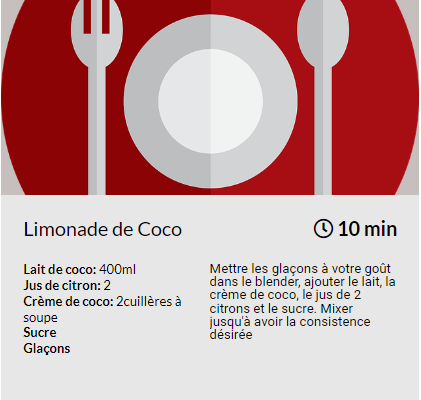 Limonade de Coco
10 min
Lait de coco: 400ml
Jus de citron: 2
Crème de coco: 2cuillères à
soupe
Sucre
Glaçons
Mettre les glaçons à votre goût
dans le blender, ajouter le lait, la
crème de coco, le jus de 2
citrons et le sucre. Mixer
jusqu'à avoir la consistence
désirée